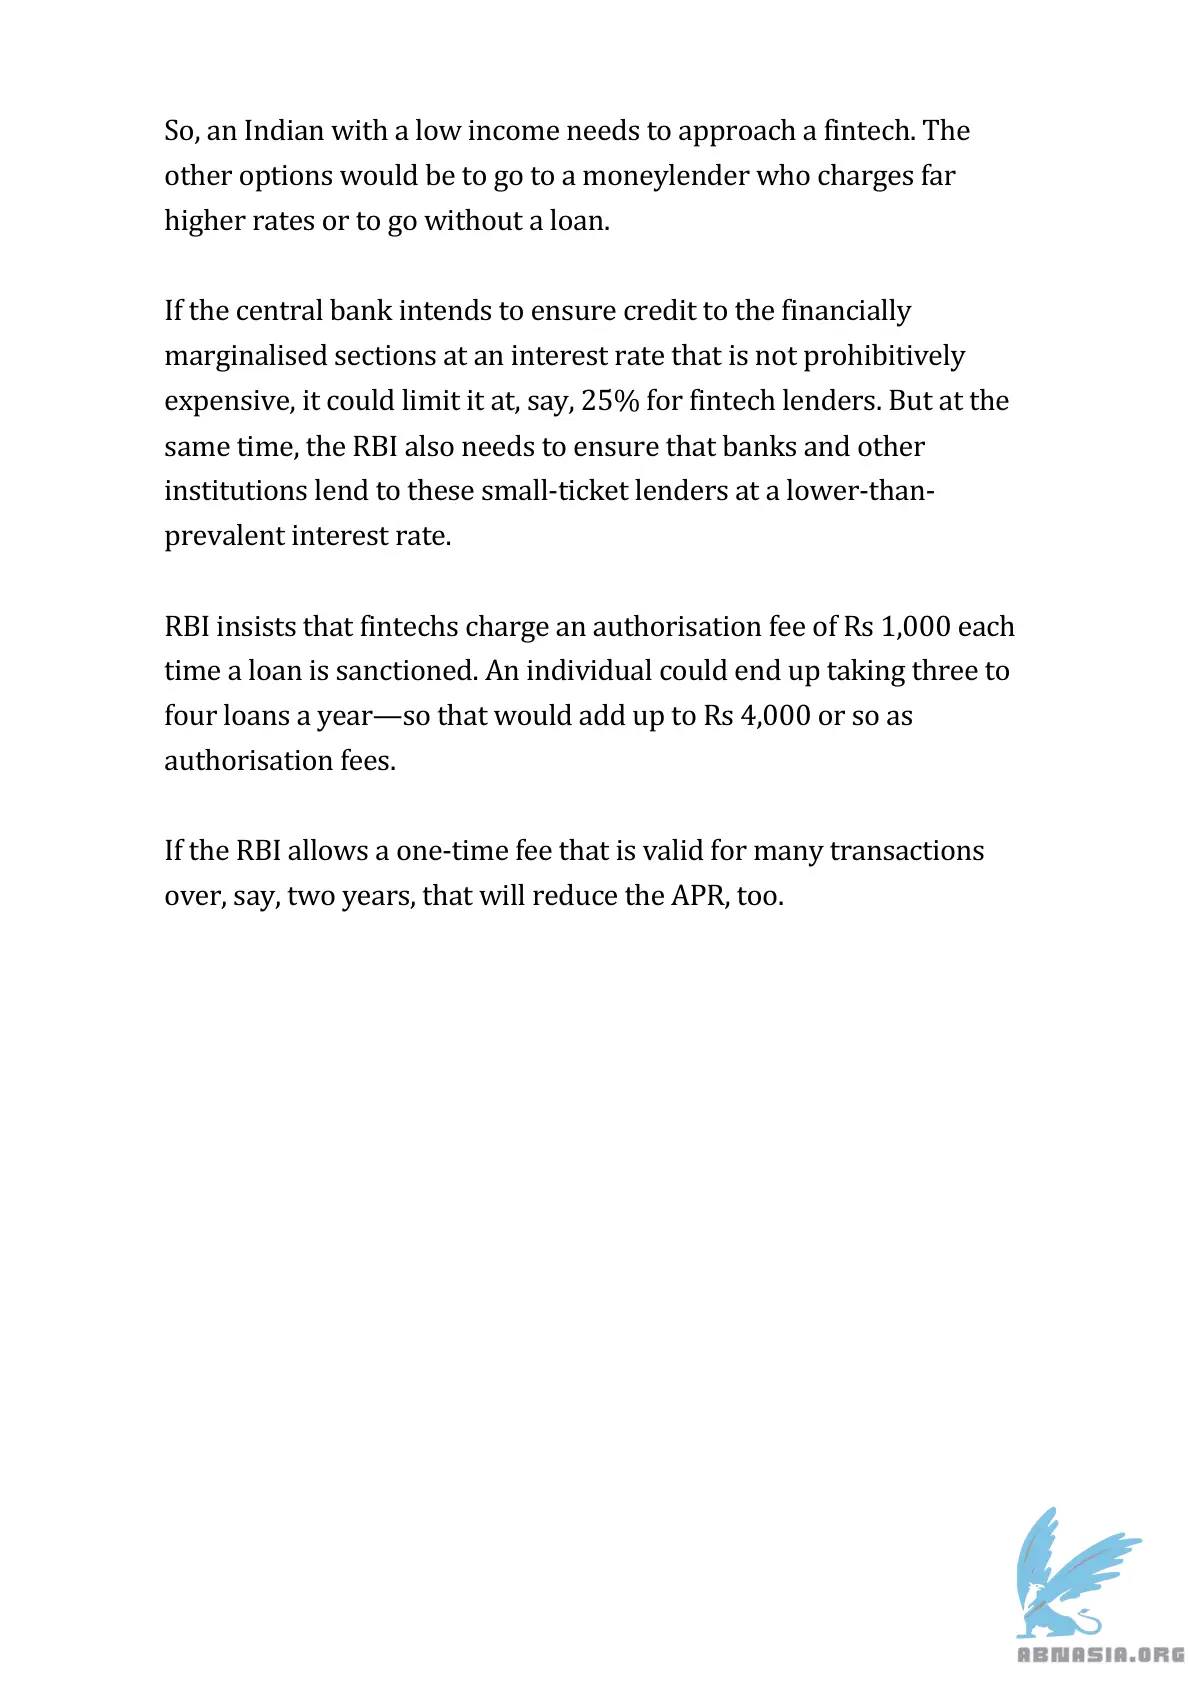 So, an Indian with a low income needs to approach a fintech. The
other options would be to go to a moneylender who charges far
higher rates or to go without a loan.
If the central bank intends to ensure credit to the financially
marginalised sections at an interest rate that is not prohibitively
expensive, it could limit it at, say, 25% for fintech lenders. But at the
same time, the RBI also needs to ensure that banks and other
institutions lend to these small-ticket lenders at a lower-than-
prevalent interest rate.
RBI insists that fintechs charge an authorisation fee of Rs 1,000 each
time a loan is sanctioned. An individual could end up taking three to
four loans a year—so that would add up to Rs 4,000 or so as
authorisation fees.
If the RBI allows a one-time fee that is valid for many transactions
over, say, two years, that will reduce the APR, too.
ABNASIA.ORG